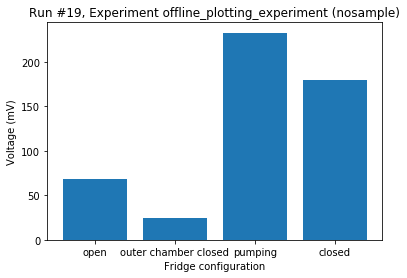 Run #19, Experiment offline_plotting_experiment (nosample)
Voltage (mV)
200
150
100
50
0
open outer chamber closed pumping closed
Fridge configuration